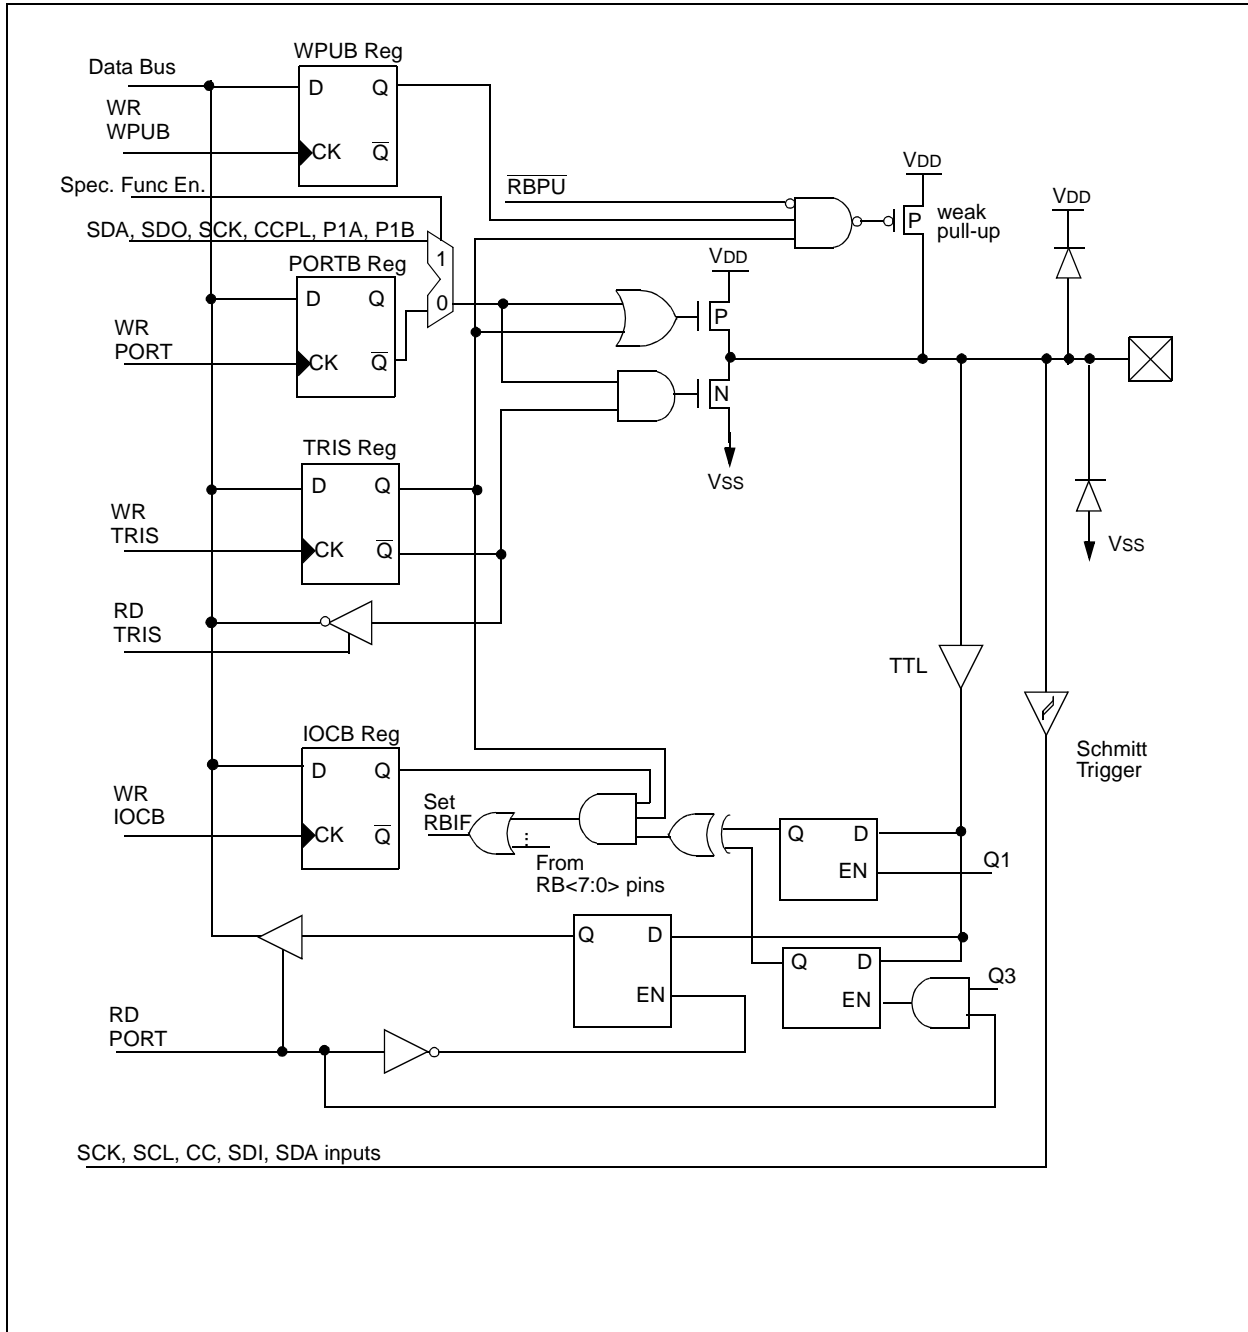 WPUB Reg
Data Bus
D
Q
WR
WPUB
CK
Q̅
Spec. Func En.
RBPU
VDD
P
weak
pull-up
VDD
SDA, SDO, SCK, CCPL, P1A, P1B
1
0
PORTB Reg
D
Q
WR
PORT
CK
Q̅
VDD
P
N
VSS
TRIS Reg
D
Q
WR
TRIS
CK
Q̅
VSS
RD
TRIS
TTL
IOCB Reg
D
Q
WR
IOCB
CK
Q̅
Schmitt
Trigger
Set
RBIF
From
RB<7:0> pins
Q
D
EN
Q1
Q
D
EN
Q
D
EN
Q3
RD
PORT
SCK, SCL, CC, SDI, SDA inputs